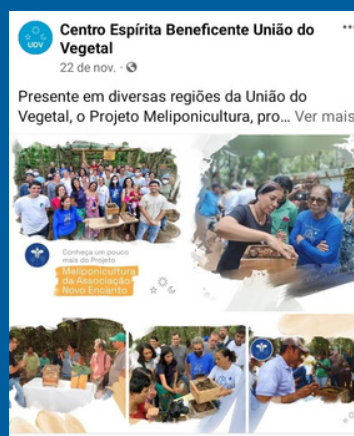 Centro Espírita Beneficente União do
Vegetal
22 de nov. ·
UDV
Presente em diversas regiões da União do
Vegetal, o Projeto Meliponicultura, pro... Ver mais
Conheça um pouco
mais do Projeto
Meliponicultura
da Associação
Novo Encanto